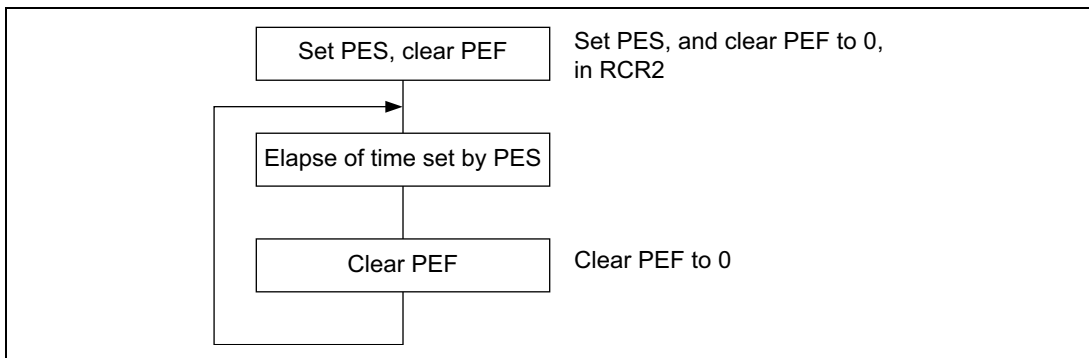 Set PES, clear PEF
Set PES, and clear PEF to 0,
in RCR2
Elapse of time set by PES
Clear PEF
Clear PEF to 0